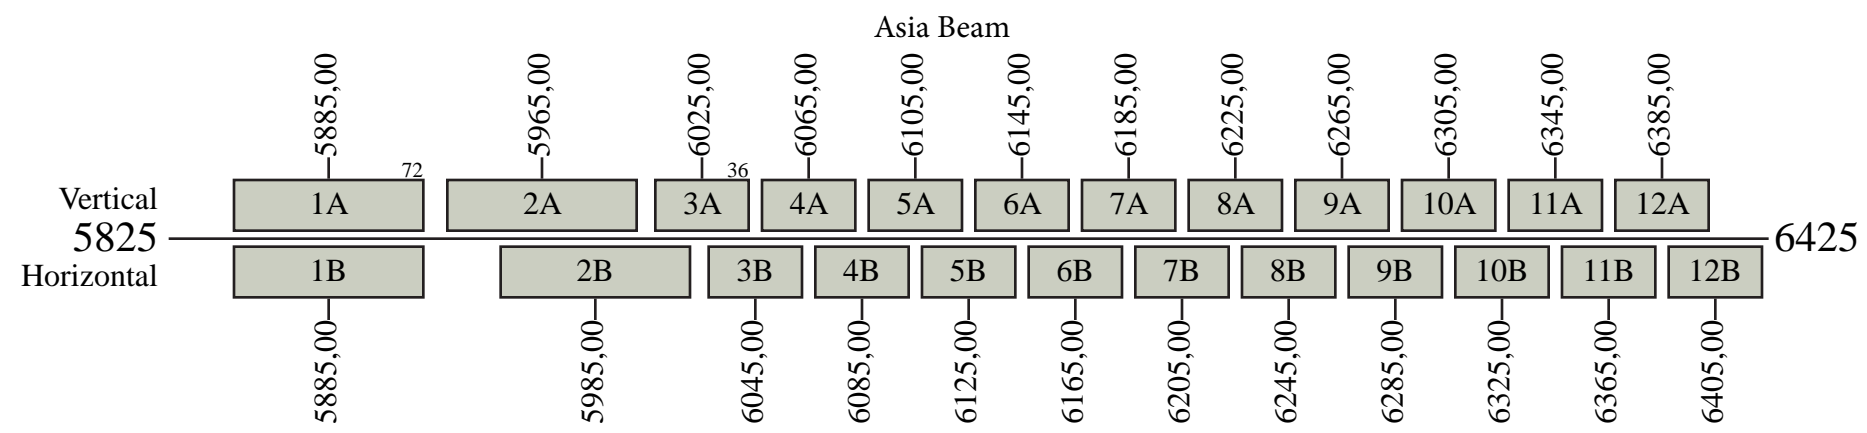 Asia Beam
5885,00 5965,00 6025,00 6065,00 6105,00 6145,00 6185,00 6225,00 6265,00 6305,00 6345,00 6385,00
72 36
Vertical 1A 2A 3A 4A 5A 6A 7A 8A 9A 10A 11A 12A
5825 6425
Horizontal 1B 2B 3B 4B 5B 6B 7B 8B 9B 10B 11B 12B
5885,00 5985,00 6045,00 6085,00 6125,00 6165,00 6205,00 6245,00 6285,00 6325,00 6365,00 6405,00